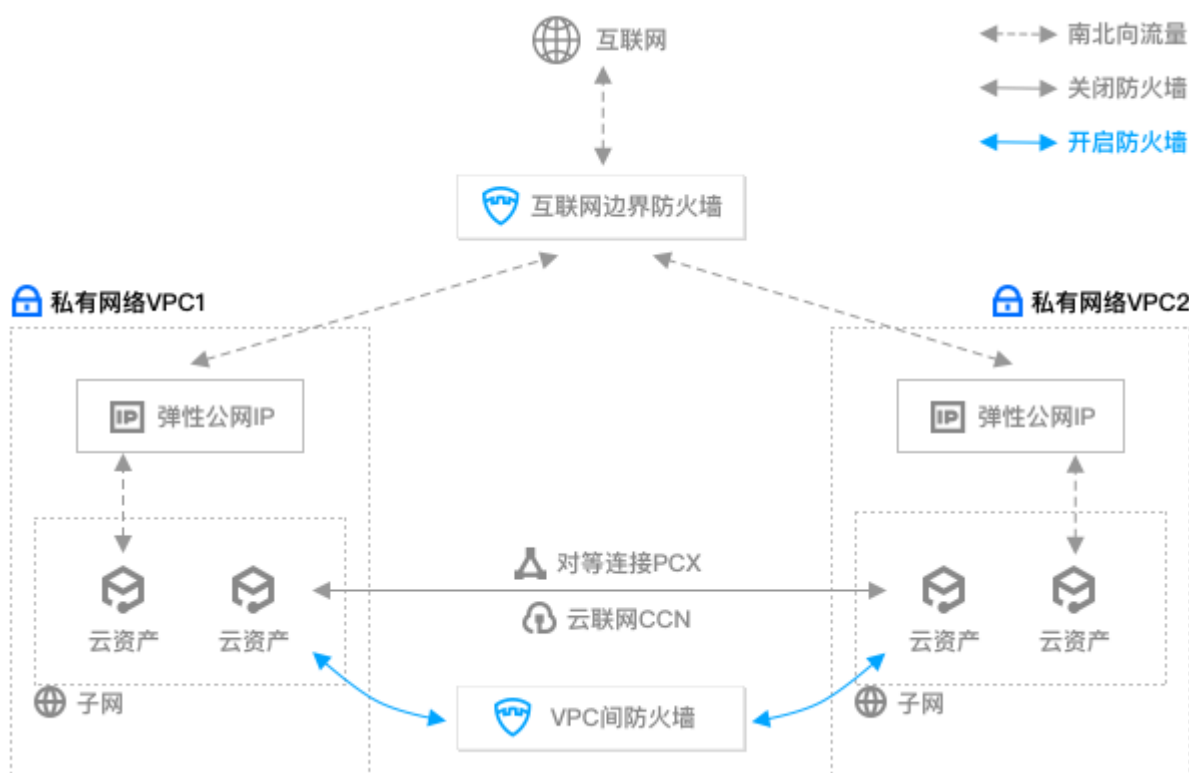 互联网
南北向流量
关闭防火墙
开启防火墙
互联网边界防火墙
私有网络VPC1
私有网络VPC2
IP 弹性公网IP
IP 弹性公网IP
对等连接PCX
云联网CCN
云资产
云资产
云资产
云资产
子网
VPC间防火墙
子网